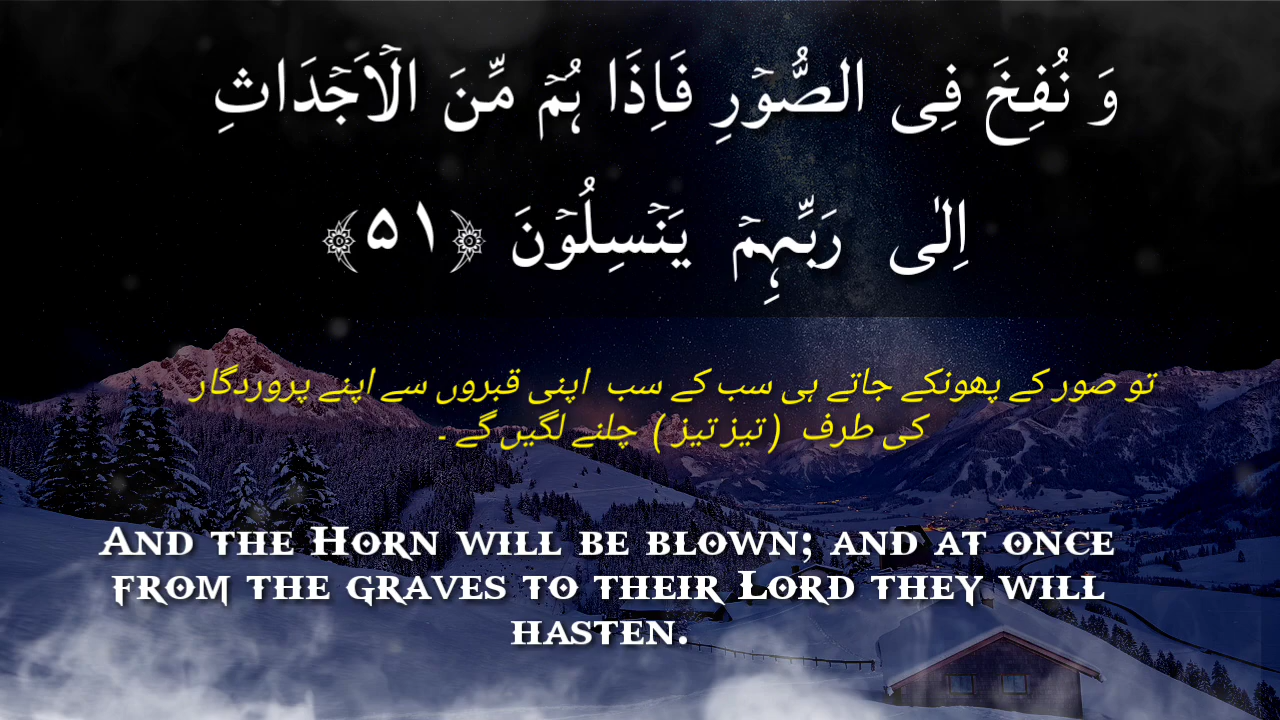 وَ نُفِخَ فِی الصُّوۡرِ فَاِذَا ہُمۡ مِّنَ الۡاَجۡدَاثِ
اِلٰی رَبِّہِمۡ یَنۡسِلُوۡنَ ﴿۵۱﴾
تو صور کے پھونکے جاتے ہی سب کے سب اپنی قبروں سے اپنے پروردگار
کی طرف ( تیز تیز ) چلنے لگیں گے ۔
And the Horn will be blown; and at once
from the graves to their Lord they will
hasten.